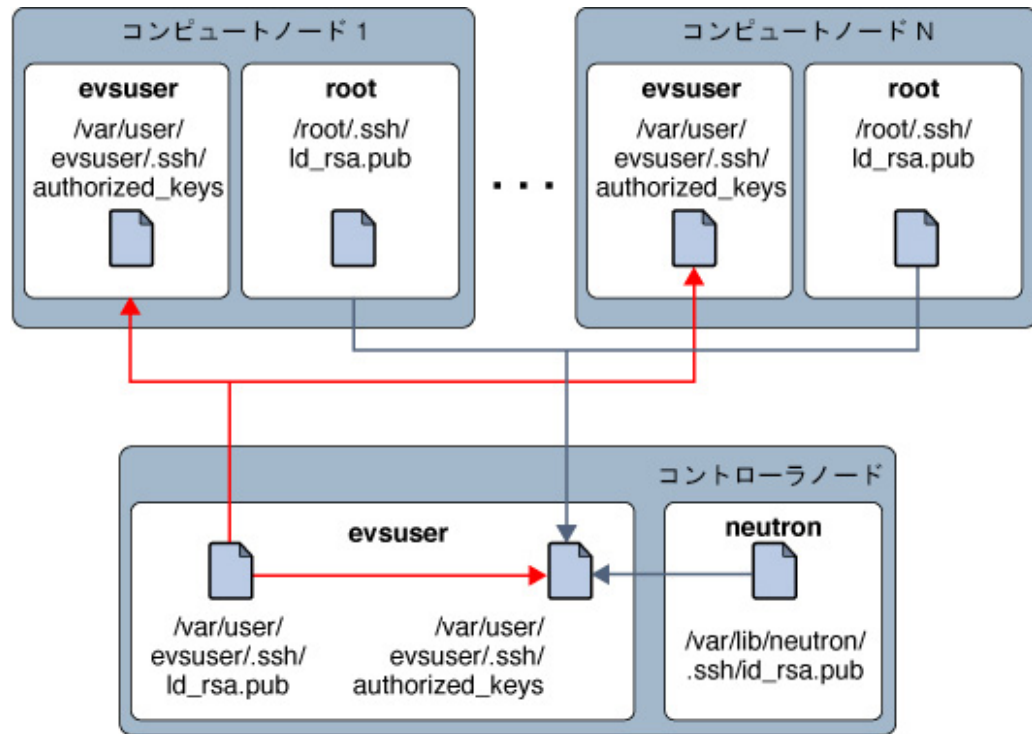 コンピュートノード 1
evsuser
/var/user/
evsuser/.ssh/
authorized_keys
root
/root/.ssh/
ld_rsa.pub
. . .
コンピュートノード N
evsuser
/var/user/
evsuser/.ssh/
authorized_keys
root
/root/.ssh/
ld_rsa.pub
コントローラノード
evsuser
/var/user/
evsuser/.ssh/
ld_rsa.pub
/var/user/
evsuser/.ssh/
authorized_keys
neutron
/var/lib/neutron/
.ssh/id_rsa.pub